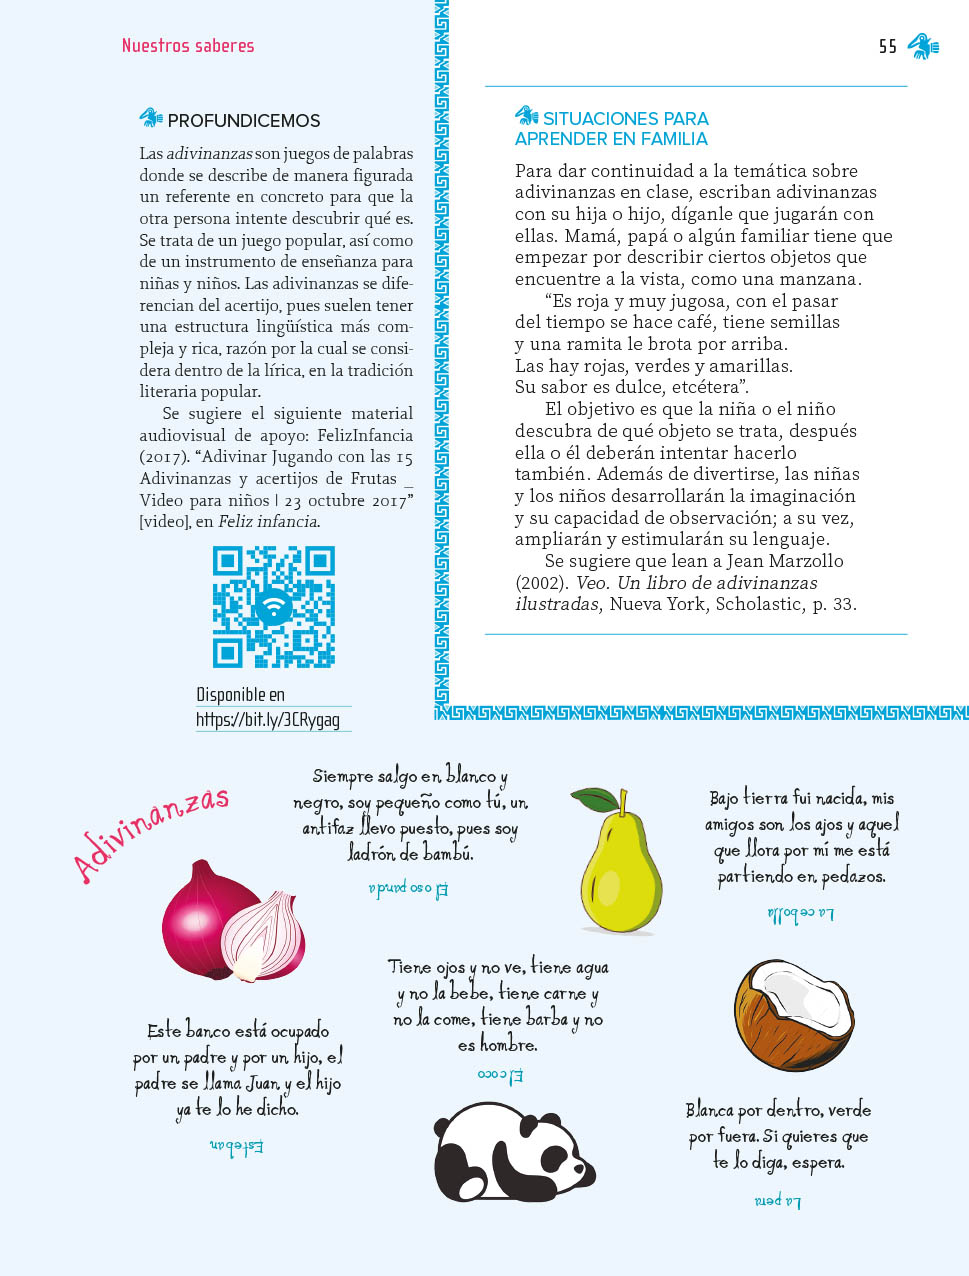 Nuestros saberes
55
PROFUNDICEMOS
Las adivinanzas son juegos de palabras
donde se describe de manera figurada
un referente en concreto para que la
otra persona intente descubrir qué es.
Se trata de un juego popular, así como
de un instrumento de enseñanza para
niñas y niños. Las adivinanzas se dife-
rencian del acertijo, pues suelen tener
una estructura lingüística más com-
pleja y rica, razón por la cual se consi-
dera dentro de la lírica, en la tradición
literaria popular.
Se sugiere el siguiente material
audiovisual de apoyo: FelizInfancia
(2017). “Adivinar Jugando con las 15
Adivinanzas y acertijos de Frutas _
Video para niños | 23 octubre 2017”
[video], en Feliz infancia.
Disponible en
https://bit.ly/3CRygag
SITUACIONES PARA
APRENDER EN FAMILIA
Para dar continuidad a la temática sobre
adivinanzas en clase, escriban adivinanzas
con su hija o hijo, díganle que jugarán con
ellas. Mamá, papá o algún familiar tiene que
empezar por describir ciertos objetos que
encuentre a la vista, como una manzana.
“Es roja y muy jugosa, con el pasar
del tiempo se hace café, tiene semillas
y una ramita le brota por arriba.
Las hay rojas, verdes y amarillas.
Su sabor es dulce, etcétera”.
El objetivo es que la niña o el niño
descubra de qué objeto se trata, después
ella o él deberán intentar hacerlo
también. Además de divertirse, las niñas
y los niños desarrollarán la imaginación
y su capacidad de observación; a su vez,
ampliarán y estimularán su lenguaje.
Se sugiere que lean a Jean Marzollo
(2002). Veo. Un libro de adivinanzas
ilustradas, Nueva York, Scholastic, p. 33.
Adivinanzas
Siempre salgo en blanco y
negro, soy pequeño como tú, un
antifaz llevo puesto, pues soy
ladrón de bambú.
El oso panda
Bajo tierra fui nacida, mis
amigos son los ajos y aquel
que llora por mí me está
partiendo en pedazos.
La cebolla
Tiene ojos y no ve, tiene agua
y no la bebe, tiene carne y
no la come, tiene barba y no
es hombre.
El coco
Este banco está ocupado
por un padre y por un hijo, el
padre se llama Juan y el hijo
ya te lo he dicho.
Esteban
Blanca por dentro, verde
por fuera. Si quieres que
te lo diga, espera.
La pera